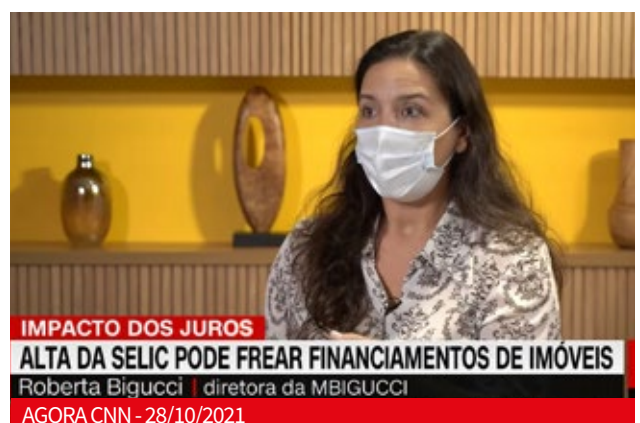 IMPACTO DOS JUROS
ALTA DA SELIC PODE FREAR FINANCIAMENTOS DE IMÓVEIS
Roberta Bigucci | diretora da MBIGUCCI
AGORA CNN - 28/10/2021